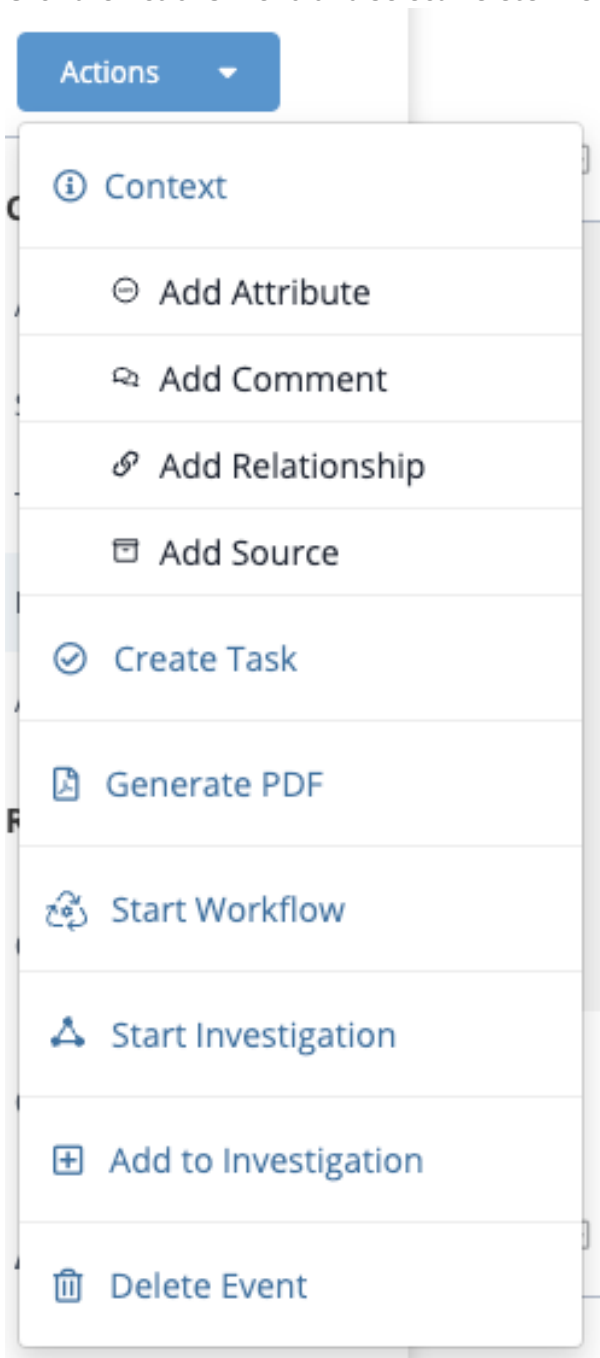 Actions
Context
Add Attribute
Add Comment
Add Relationship
Add Source
Create Task
Generate PDF
Start Workflow
Start Investigation
Add to Investigation
Delete Event